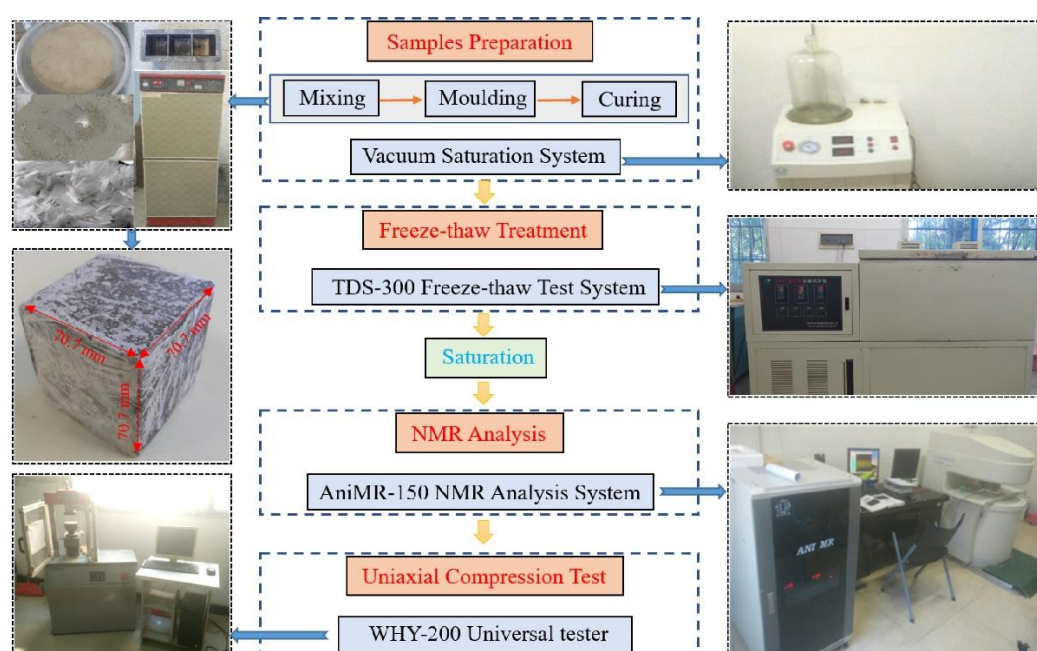 Samples Preparation
Mixing
Moulding
Curing
Vacuum Saturation System
Freeze-thaw Treatment
TDS-300 Freeze-thaw Test System
70.7 mm
70.7 mm
70.7 mm
Saturation
NMR Analysis
AniMR-150 NMR Analysis System
ANI MR
Uniaxial Compression Test
WHY-200 Universal tester